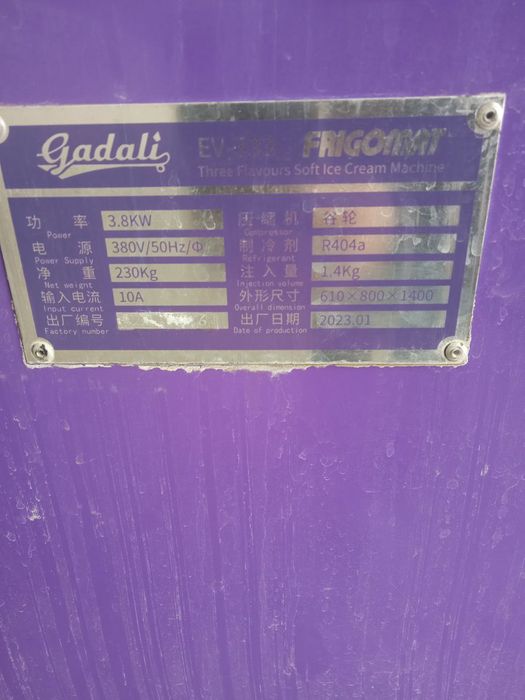 gadali EV-333 FRIGOMAT
Three Flavours Soft Ice Cream Machine
功 率 3.8KW 压缩机 谷轮
Power Compressor
电 源 380V/50Hz/Φ 制冷剂 R404a
Power Supply Refrigerant
净 重 230Kg 注入量 1.4Kg
Net weight Injection volume
输入电流 10A 外形尺寸 610×800×1400
Input current Overall dimension
出厂编号 出厂日期 2023.01
Factory number Date of production